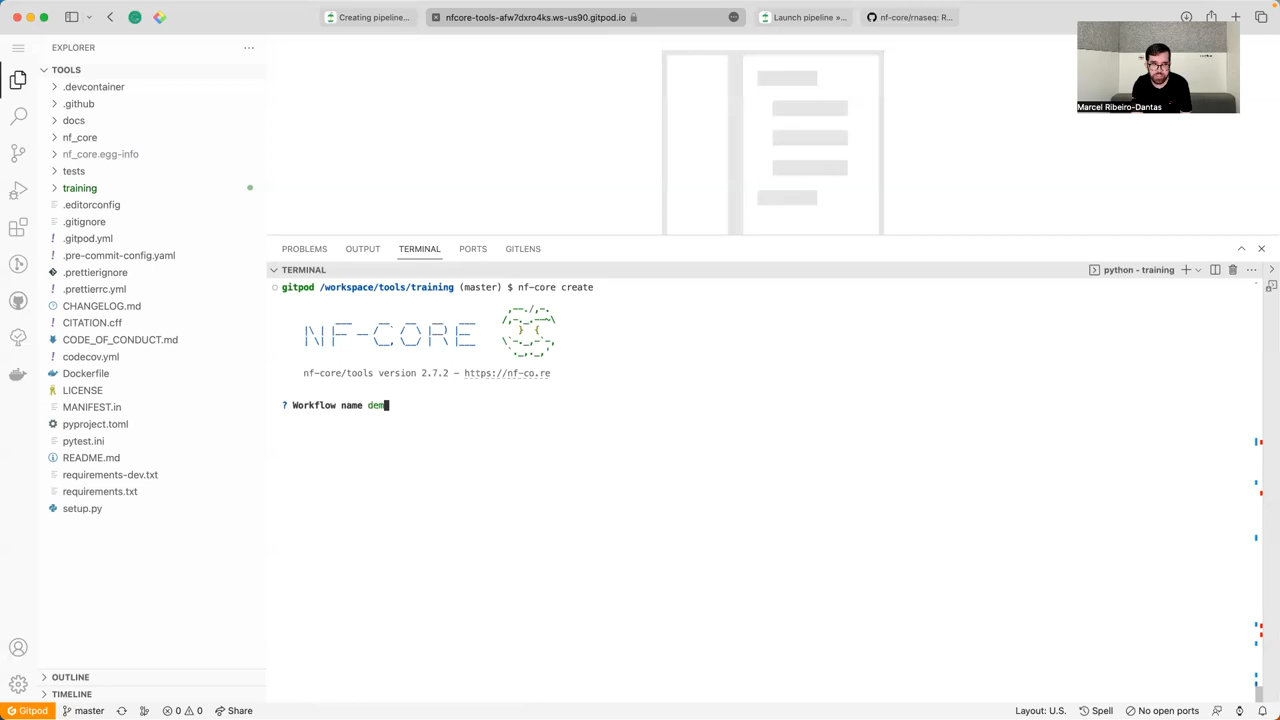 Creating pipeline...
nfcore-tools-afw7dxro4ks.ws-us90.gitpod.io
Launch pipeline »...
nf-core/rnaseq: R...
Marcel Ribeiro-Dantas
EXPLORER
TOOLS
.devcontainer
.github
docs
nf_core
nf_core.egg-info
tests
training
.editorconfig
.gitignore
.gitpod.yml
.pre-commit-config.yaml
.prettierignore
.prettierrc.yml
CHANGELOG.md
CITATION.cff
CODE_OF_CONDUCT.md
codecov.yml
Dockerfile
LICENSE
MANIFEST.in
pyproject.toml
pytest.ini
README.md
requirements-dev.txt
requirements.txt
setup.py
OUTLINE
TIMELINE
PROBLEMS OUTPUT TERMINAL PORTS GITLENS
TERMINAL
python - training
gitpod /workspace/tools/training (master) $ nf-core create
NF-CORE
nf-core/tools version 2.7.2 - https://nf-co.re
? Workflow name dem
Gitpod master 0 0 Share Layout: U.S. Spell No open ports